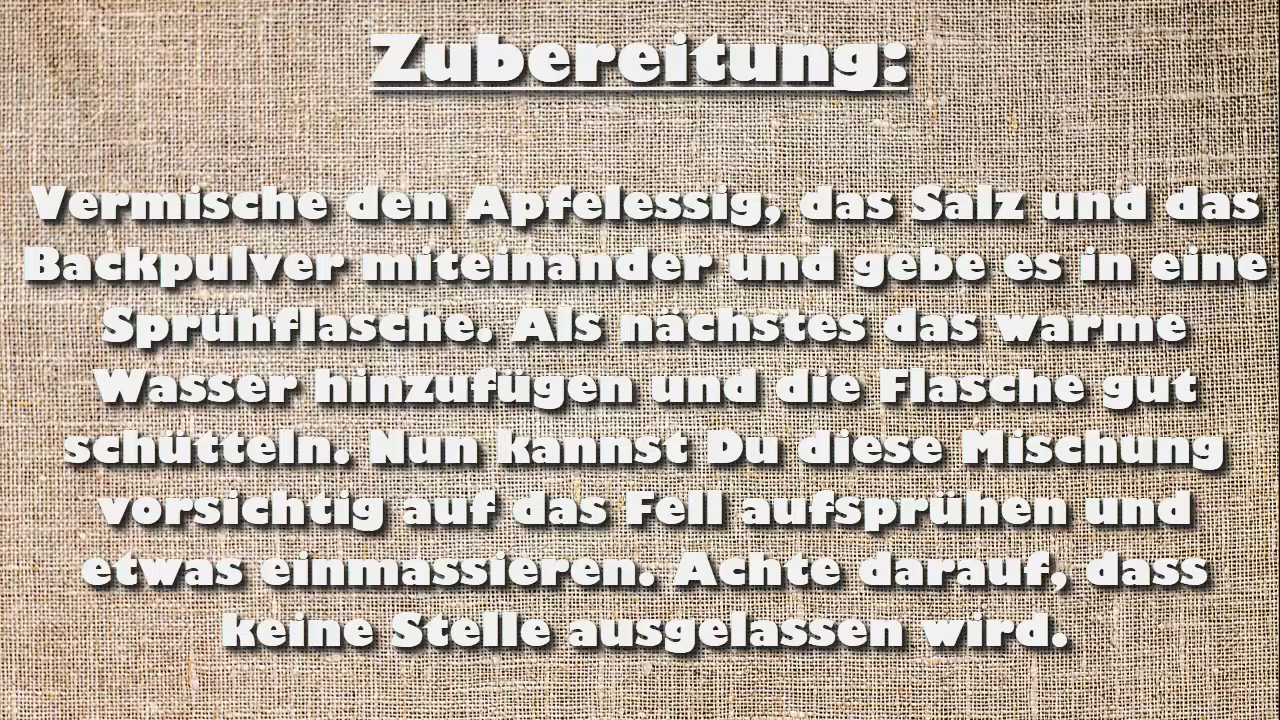 Zubereitung:
Vermische den Apfelessig, das Salz und das
Backpulver miteinander und gebe es in eine
Sprühflasche. Als nächstes das warme
Wasser hinzufügen und die Flasche gut
schütteln. Nun kannst Du diese Mischung
vorsichtig auf das Fell aufsprühen und
etwas einmassieren. Achte darauf, dass
keine Stelle ausgelassen wird.